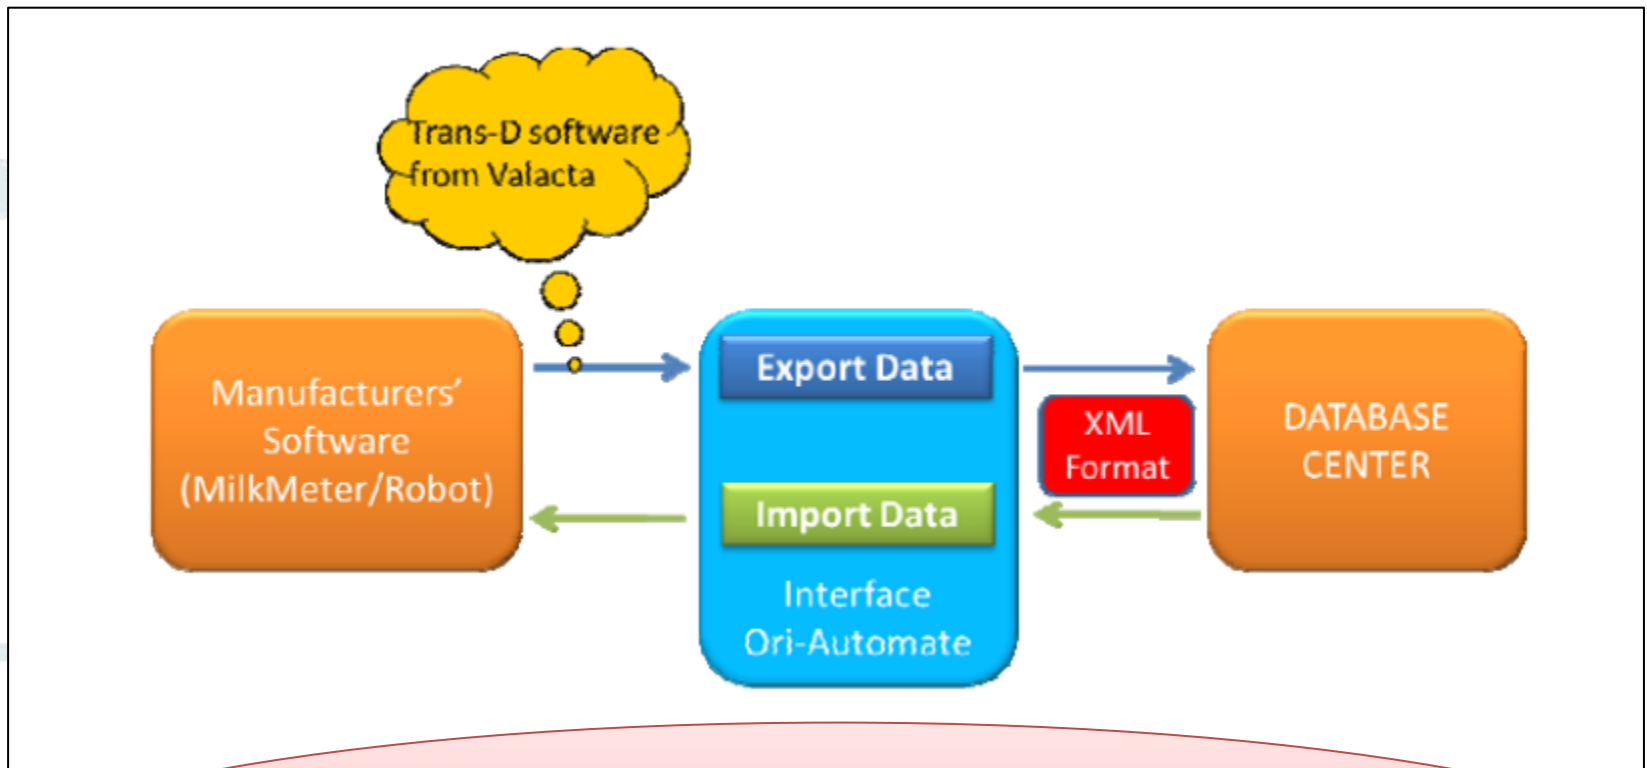 Trans-D software
from Valacta
Manufacturers’
Software
(MilkMeter/Robot)
Export Data
Import Data
Interface
Ori-Automate
XML
Format
DATABASE
CENTER